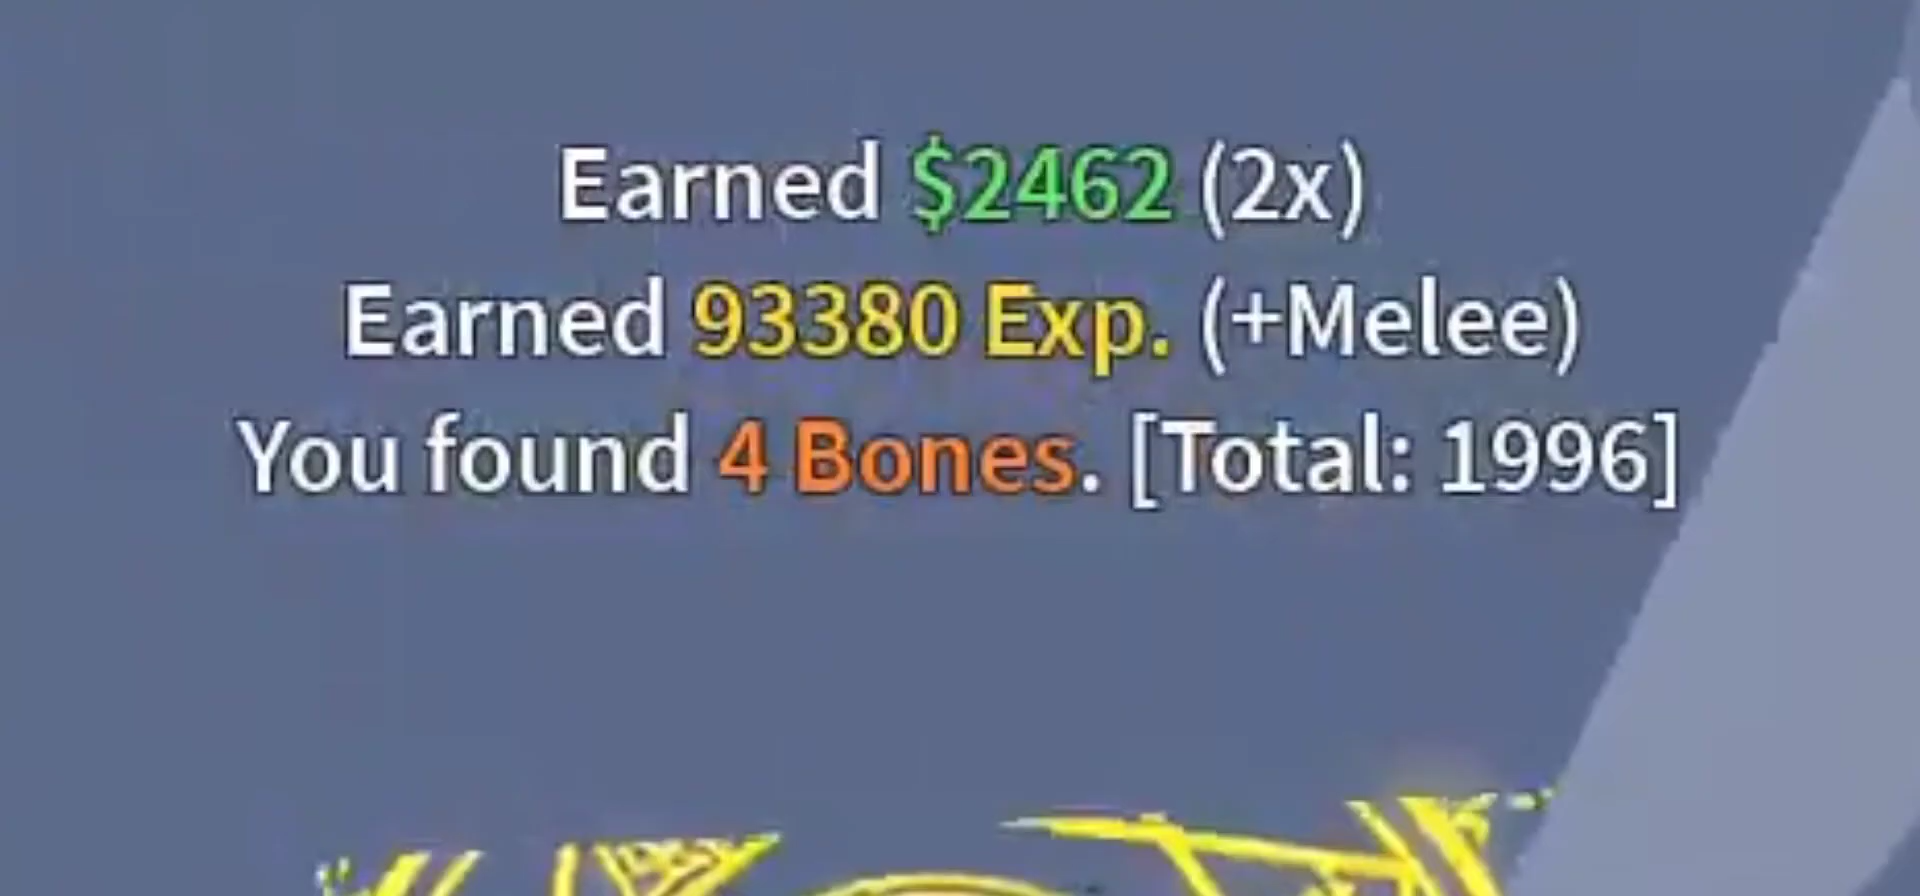 Earned $2462 (2x)
Earned 93380 Exp. (+Melee)
You found 4 Bones. [Total: 1996]